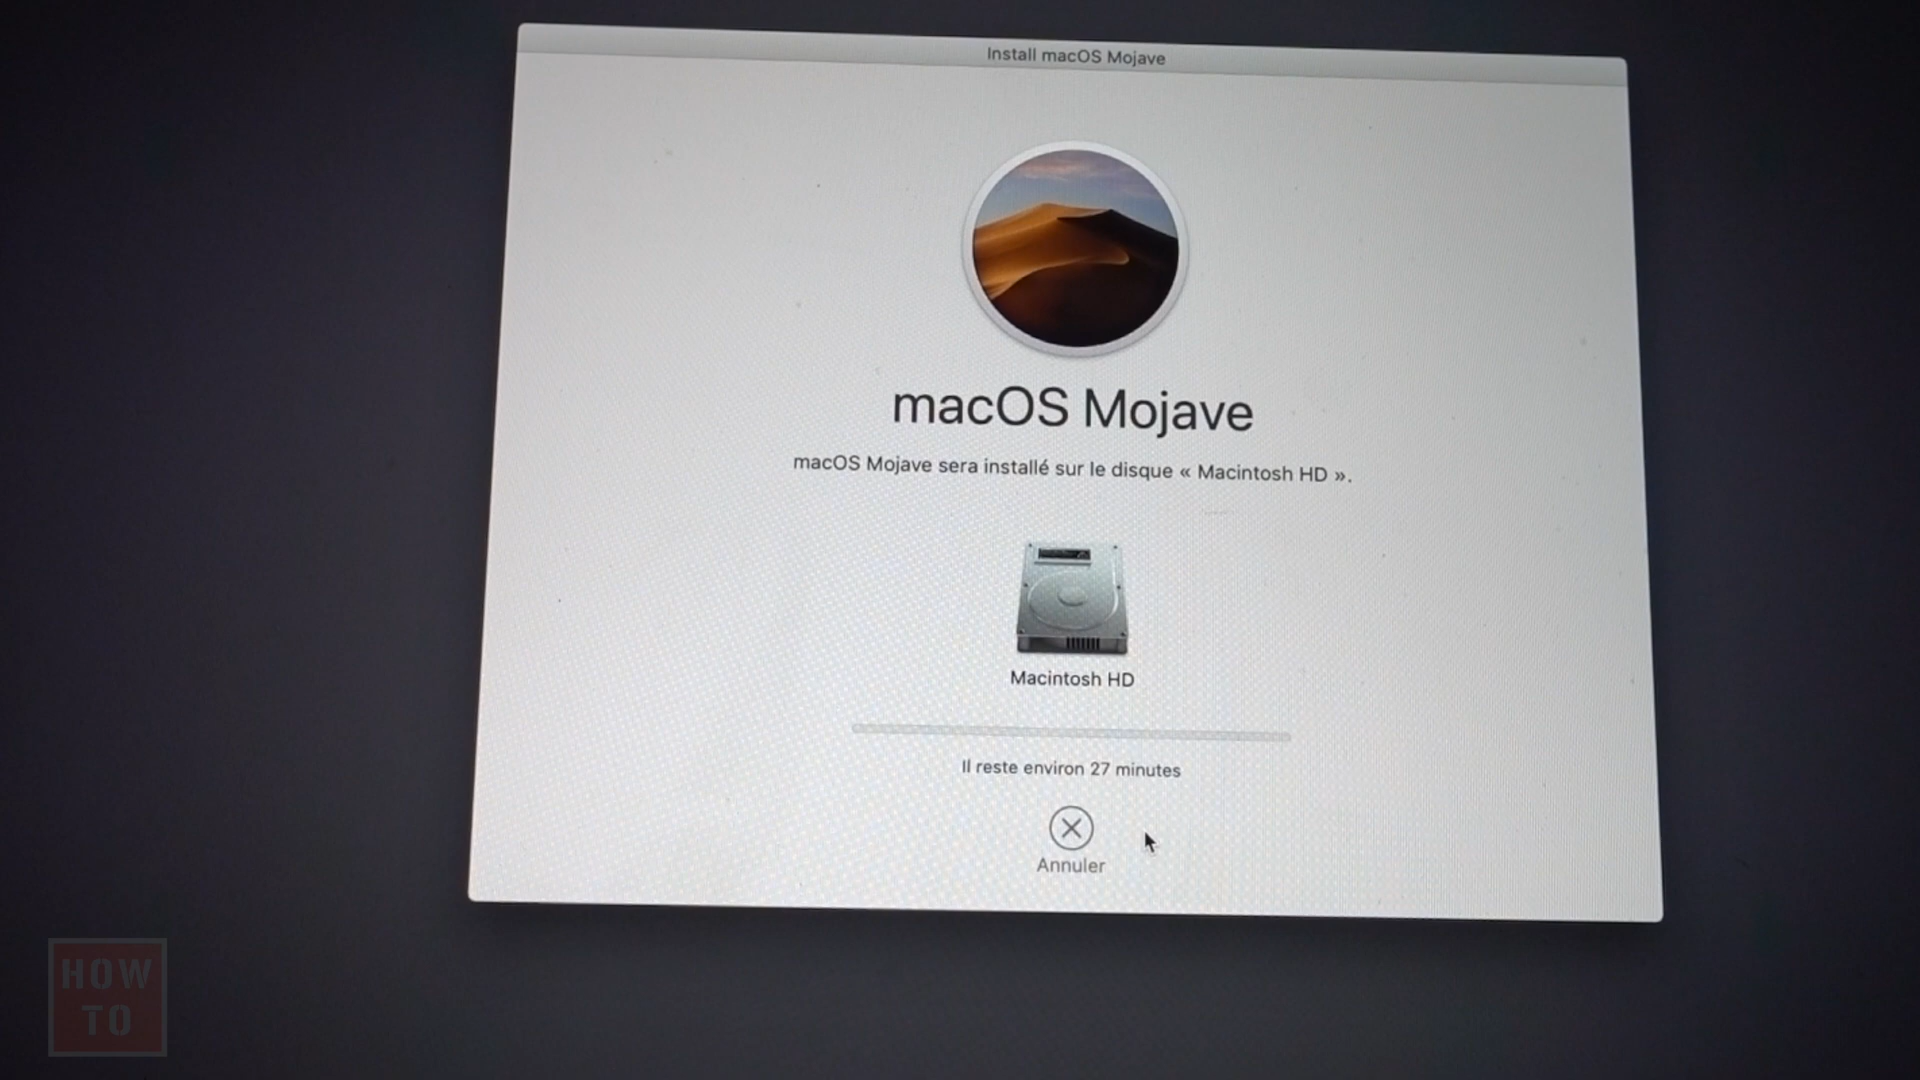 Install macOS Mojave
macOS Mojave
macOS Mojave sera installé sur le disque « Macintosh HD ».
Macintosh HD
Il reste environ 27 minutes
Annuler
HOW
TO